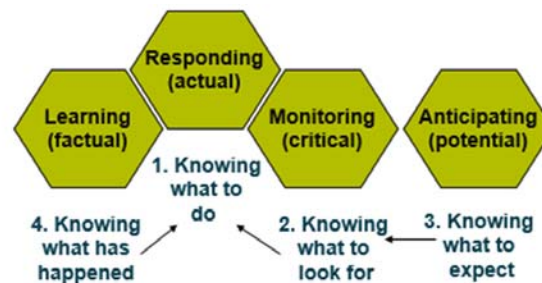 Responding
(actual)
Learning
(factual)
Monitoring
(critical)
Anticipating
(potential)
1. Knowing
what to
do
4. Knowing
what has
happened
2. Knowing
what to
look for
3. Knowing
what to
expect